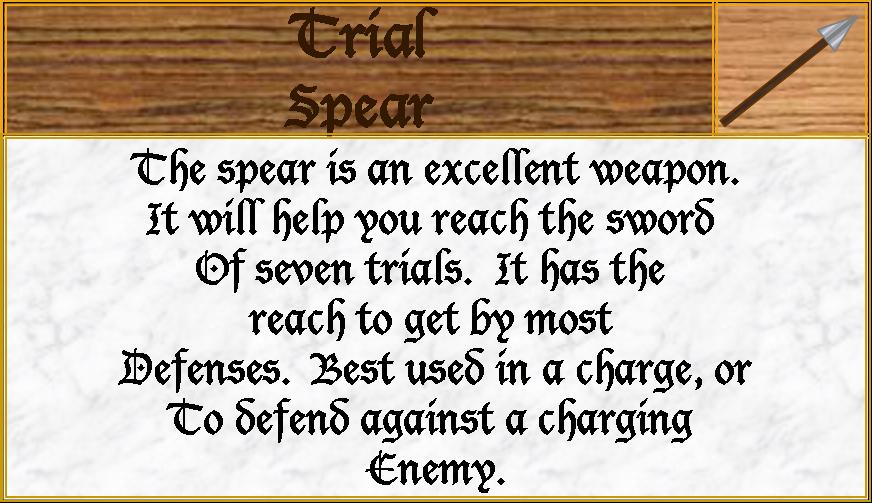 Trial
Spear
The spear is an excellent weapon.
It will help you reach the sword
Of seven trials. It has the
reach to get by most
Defenses. Best used in a charge, or
To defend against a charging
Enemy.